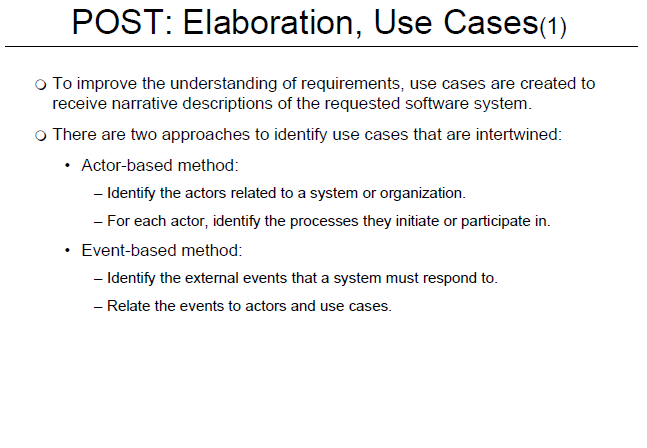 POST: Elaboration, Use Cases(1)
To improve the understanding of requirements, use cases are created to
receive narrative descriptions of the requested software system.
There are two approaches to identify use cases that are intertwined:
• Actor-based method:
– Identify the actors related to a system or organization.
– For each actor, identify the processes they initiate or participate in.
• Event-based method:
– Identify the external events that a system must respond to.
– Relate the events to actors and use cases.